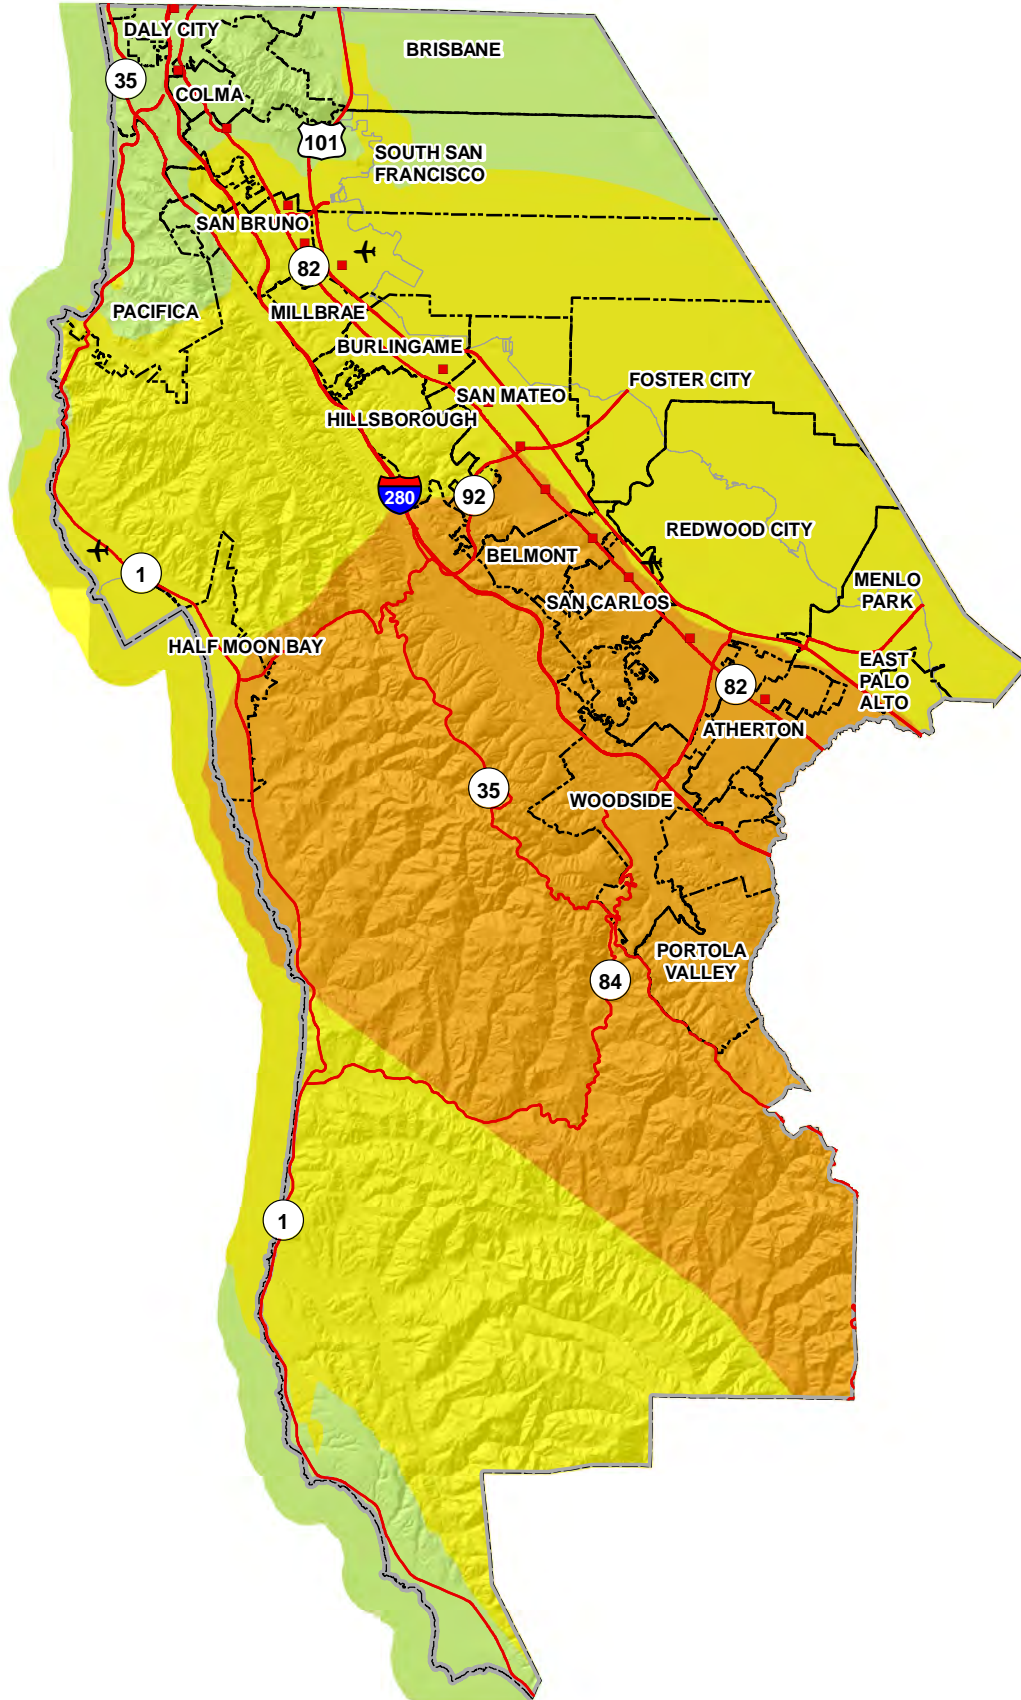 DALY CITY
BRISBANE
35
COLMA
101
SOUTH SAN
FRANCISCO
SAN BRUNO
82
PACIFICA
MILLBRAE
BURLINGAME
FOSTER CITY
SAN MATEO
HILLSBOROUGH
280
92
REDWOOD CITY
BELMONT
1
MENLO
PARK
SAN CARLOS
HALF MOON BAY
EAST
PALO
ALTO
82
ATHERTON
35
WOODSIDE
PORTOLA
VALLEY
84
1